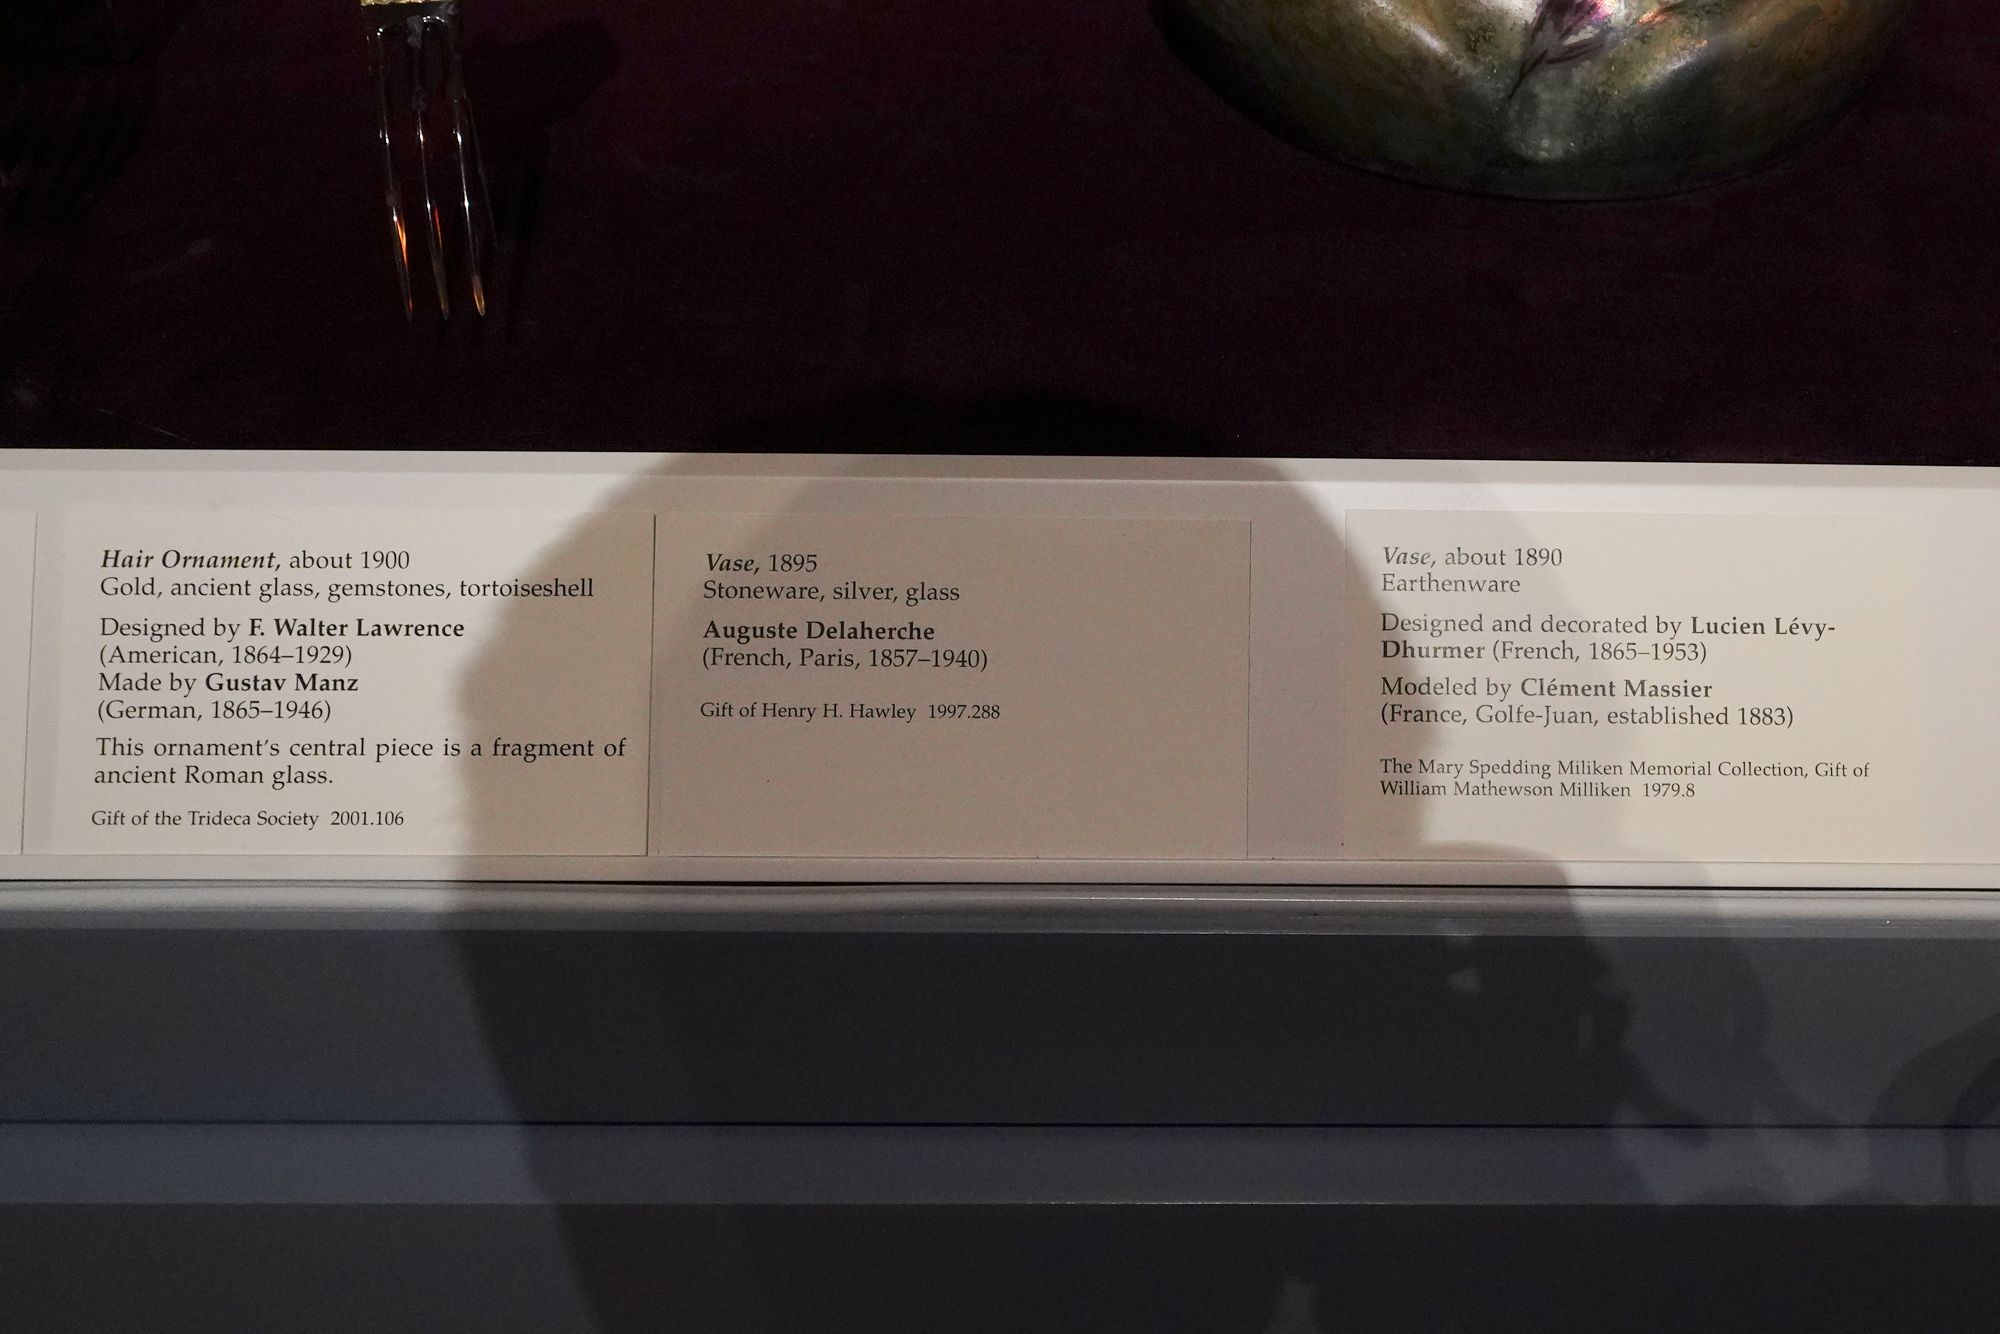 Hair Ornament, about 1900
Gold, ancient glass, gemstones, tortoiseshell
Designed by F. Walter Lawrence
(American, 1864–1929)
Made by Gustav Manz
(German, 1865–1946)
This ornament's central piece is a fragment of
ancient Roman glass.
Gift of the Trideca Society 2001.106
Vase, 1895
Stoneware, silver, glass
Auguste Delaherche
(French, Paris, 1857–1940)
Gift of Henry H. Hawley 1997.288
Vase, about 1890
Earthenware
Designed and decorated by Lucien Lévy-
Dhurmer (French, 1865–1953)
Modeled by Clément Massier
(France, Golfe-Juan, established 1883)
The Mary Spedding Miliken Memorial Collection, Gift of
William Mathewson Milliken 1979.8